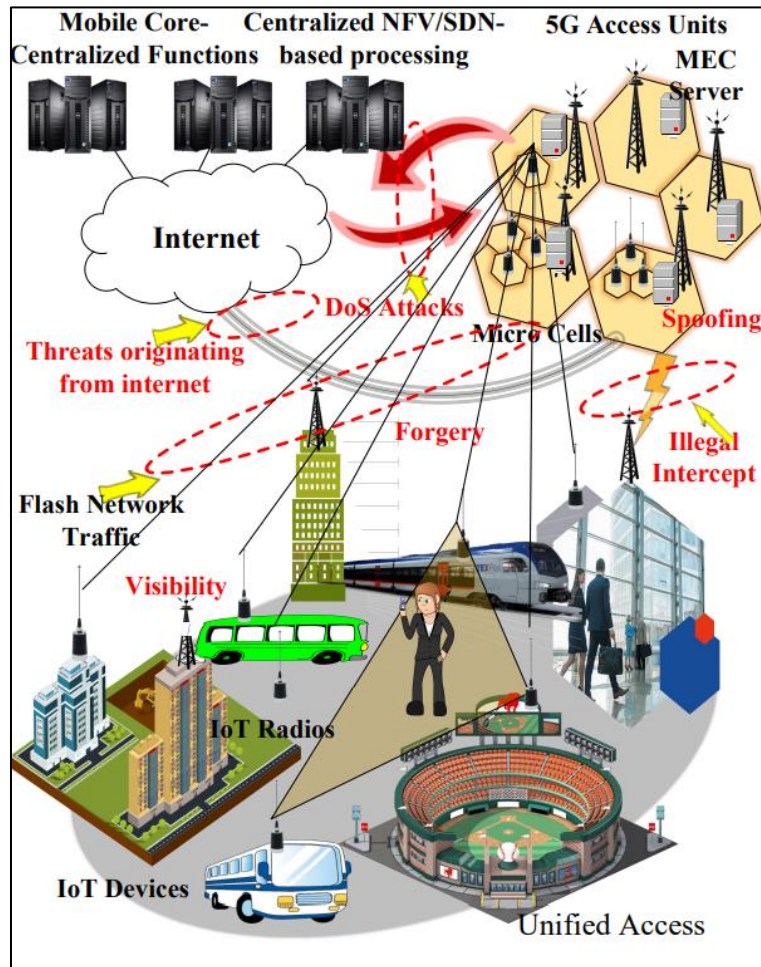 Mobile Core-
Centralized Functions
Centralized NFV/SDN-
based processing
5G Access Units
MEC
Server
Internet
DoS Attacks
Micro Cells
Spoofing
Threats originating
from internet
Forgery
Illegal
Intercept
Flash Network
Traffic
Visibility
IoT Radios
IoT Devices
Unified Access